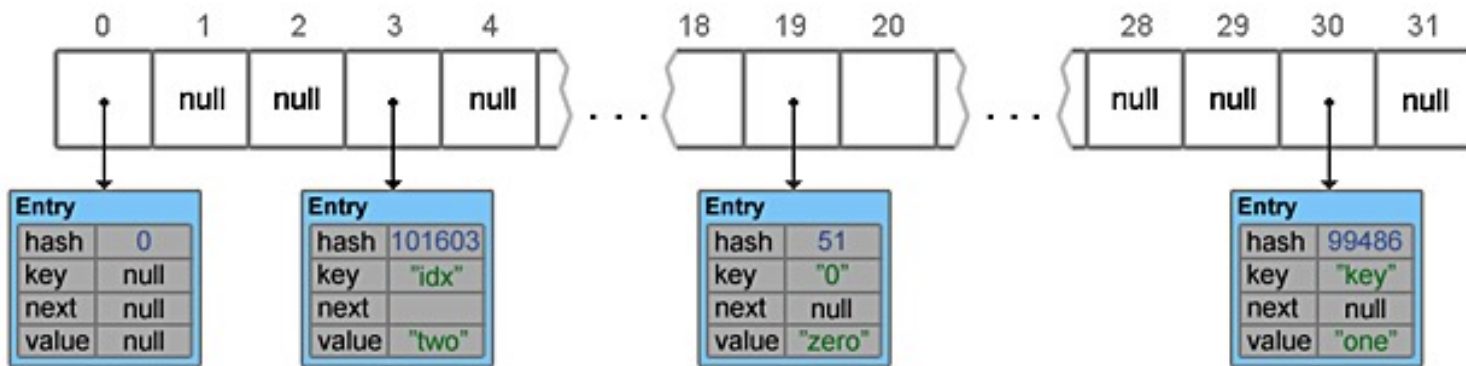 0 1 2 3 4 18 19 20 28 29 30 31
null null null ... ... null null null
Entry Entry Entry Entry
hash 0 hash 101603 hash 51 hash 99486
key null key "idx" key "0" key "key"
next null next next null next null
value null value "two" value "zero" value "one"